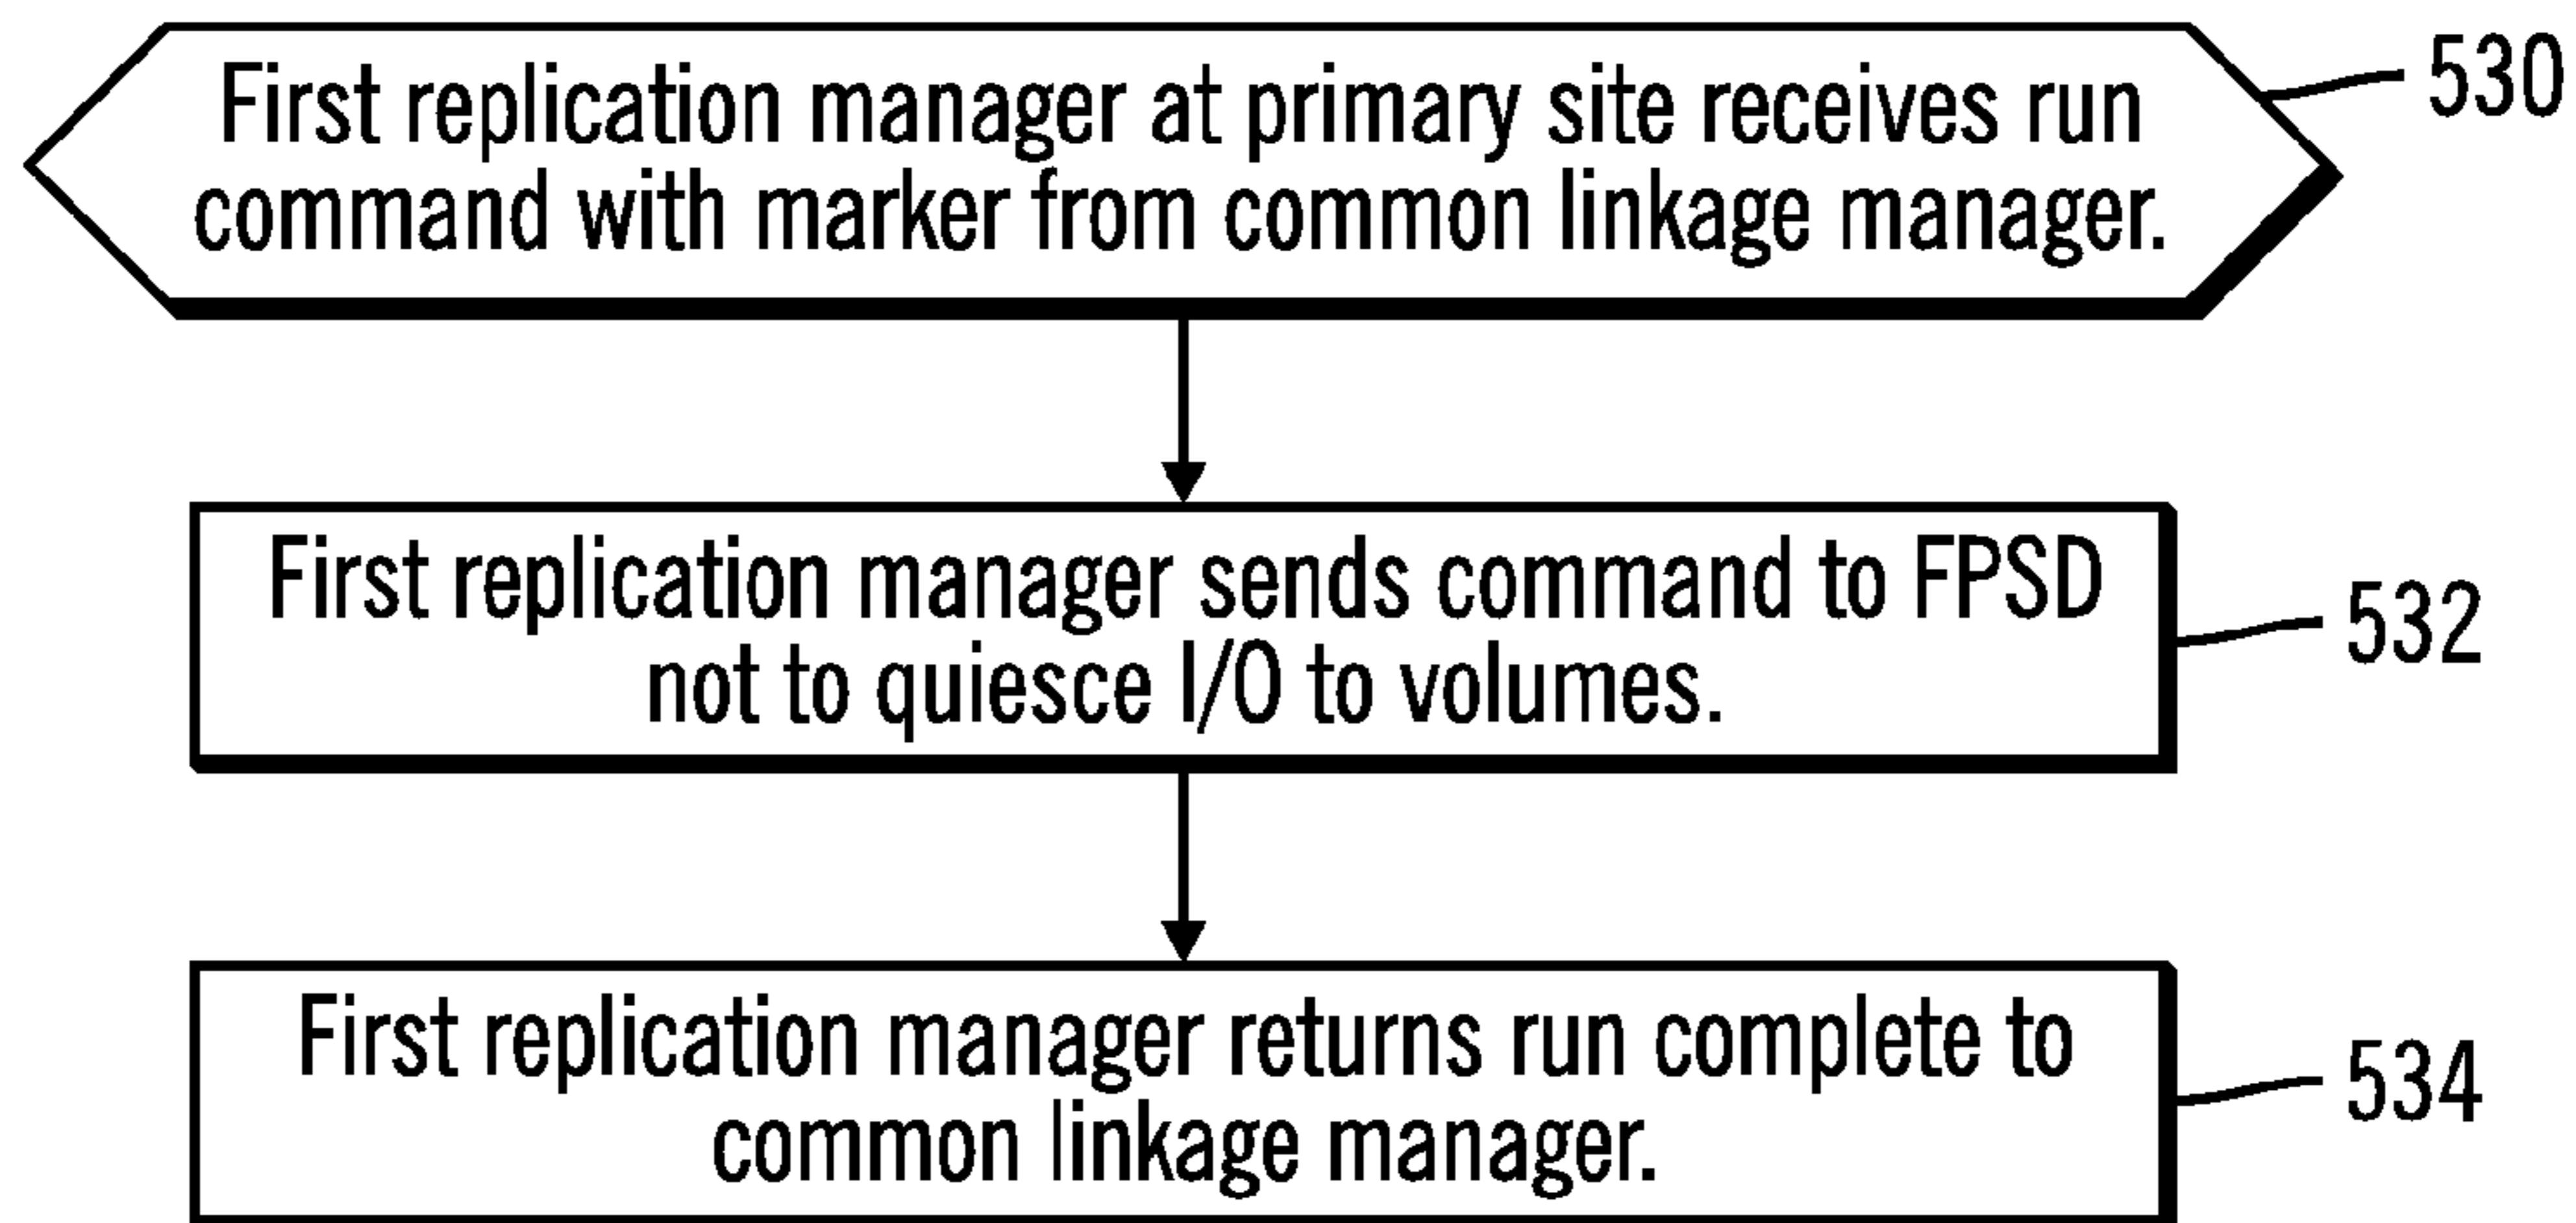 First replication manager at primary site receives run
command with marker from common linkage manager.
530
First replication manager sends command to FPSD
not to quiesce I/O to volumes.
532
First replication manager returns run complete to
common linkage manager.
534